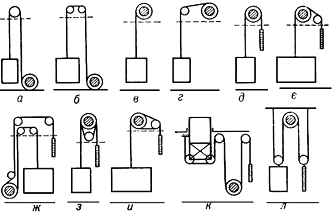 а б в г д є
ж з и к л